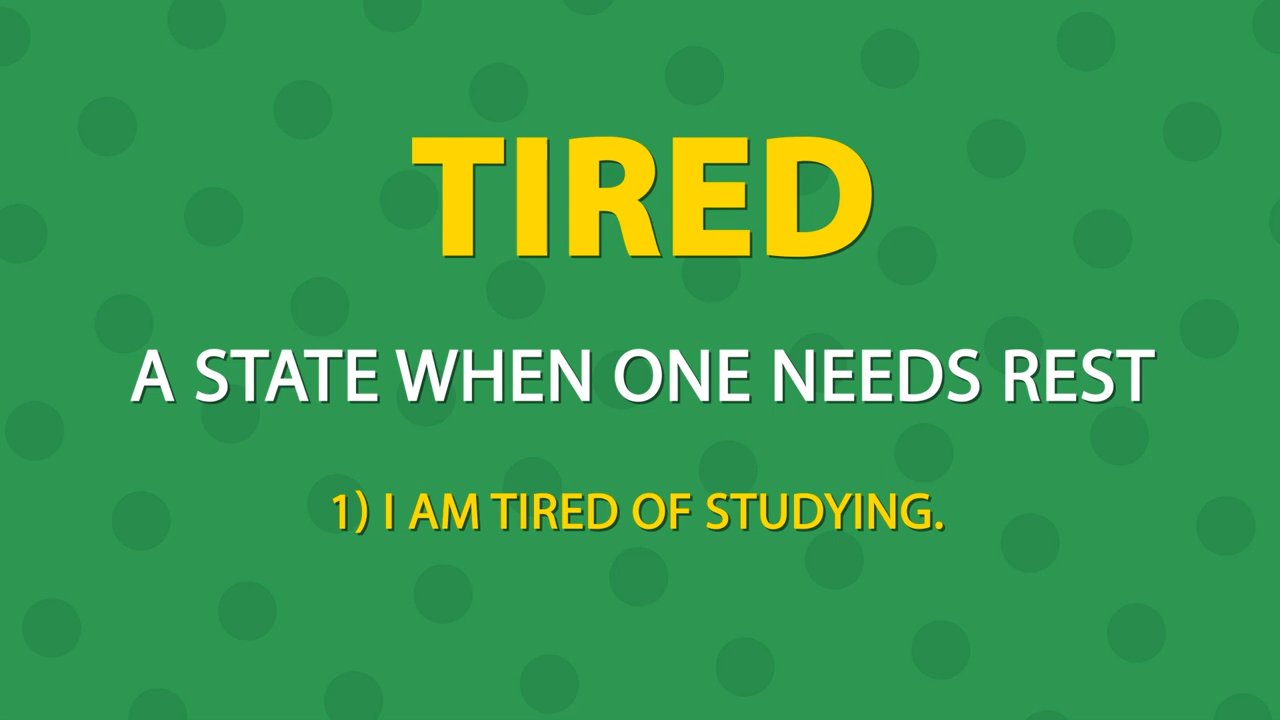 TIRED
A STATE WHEN ONE NEEDS REST
1) I AM TIRED OF STUDYING.